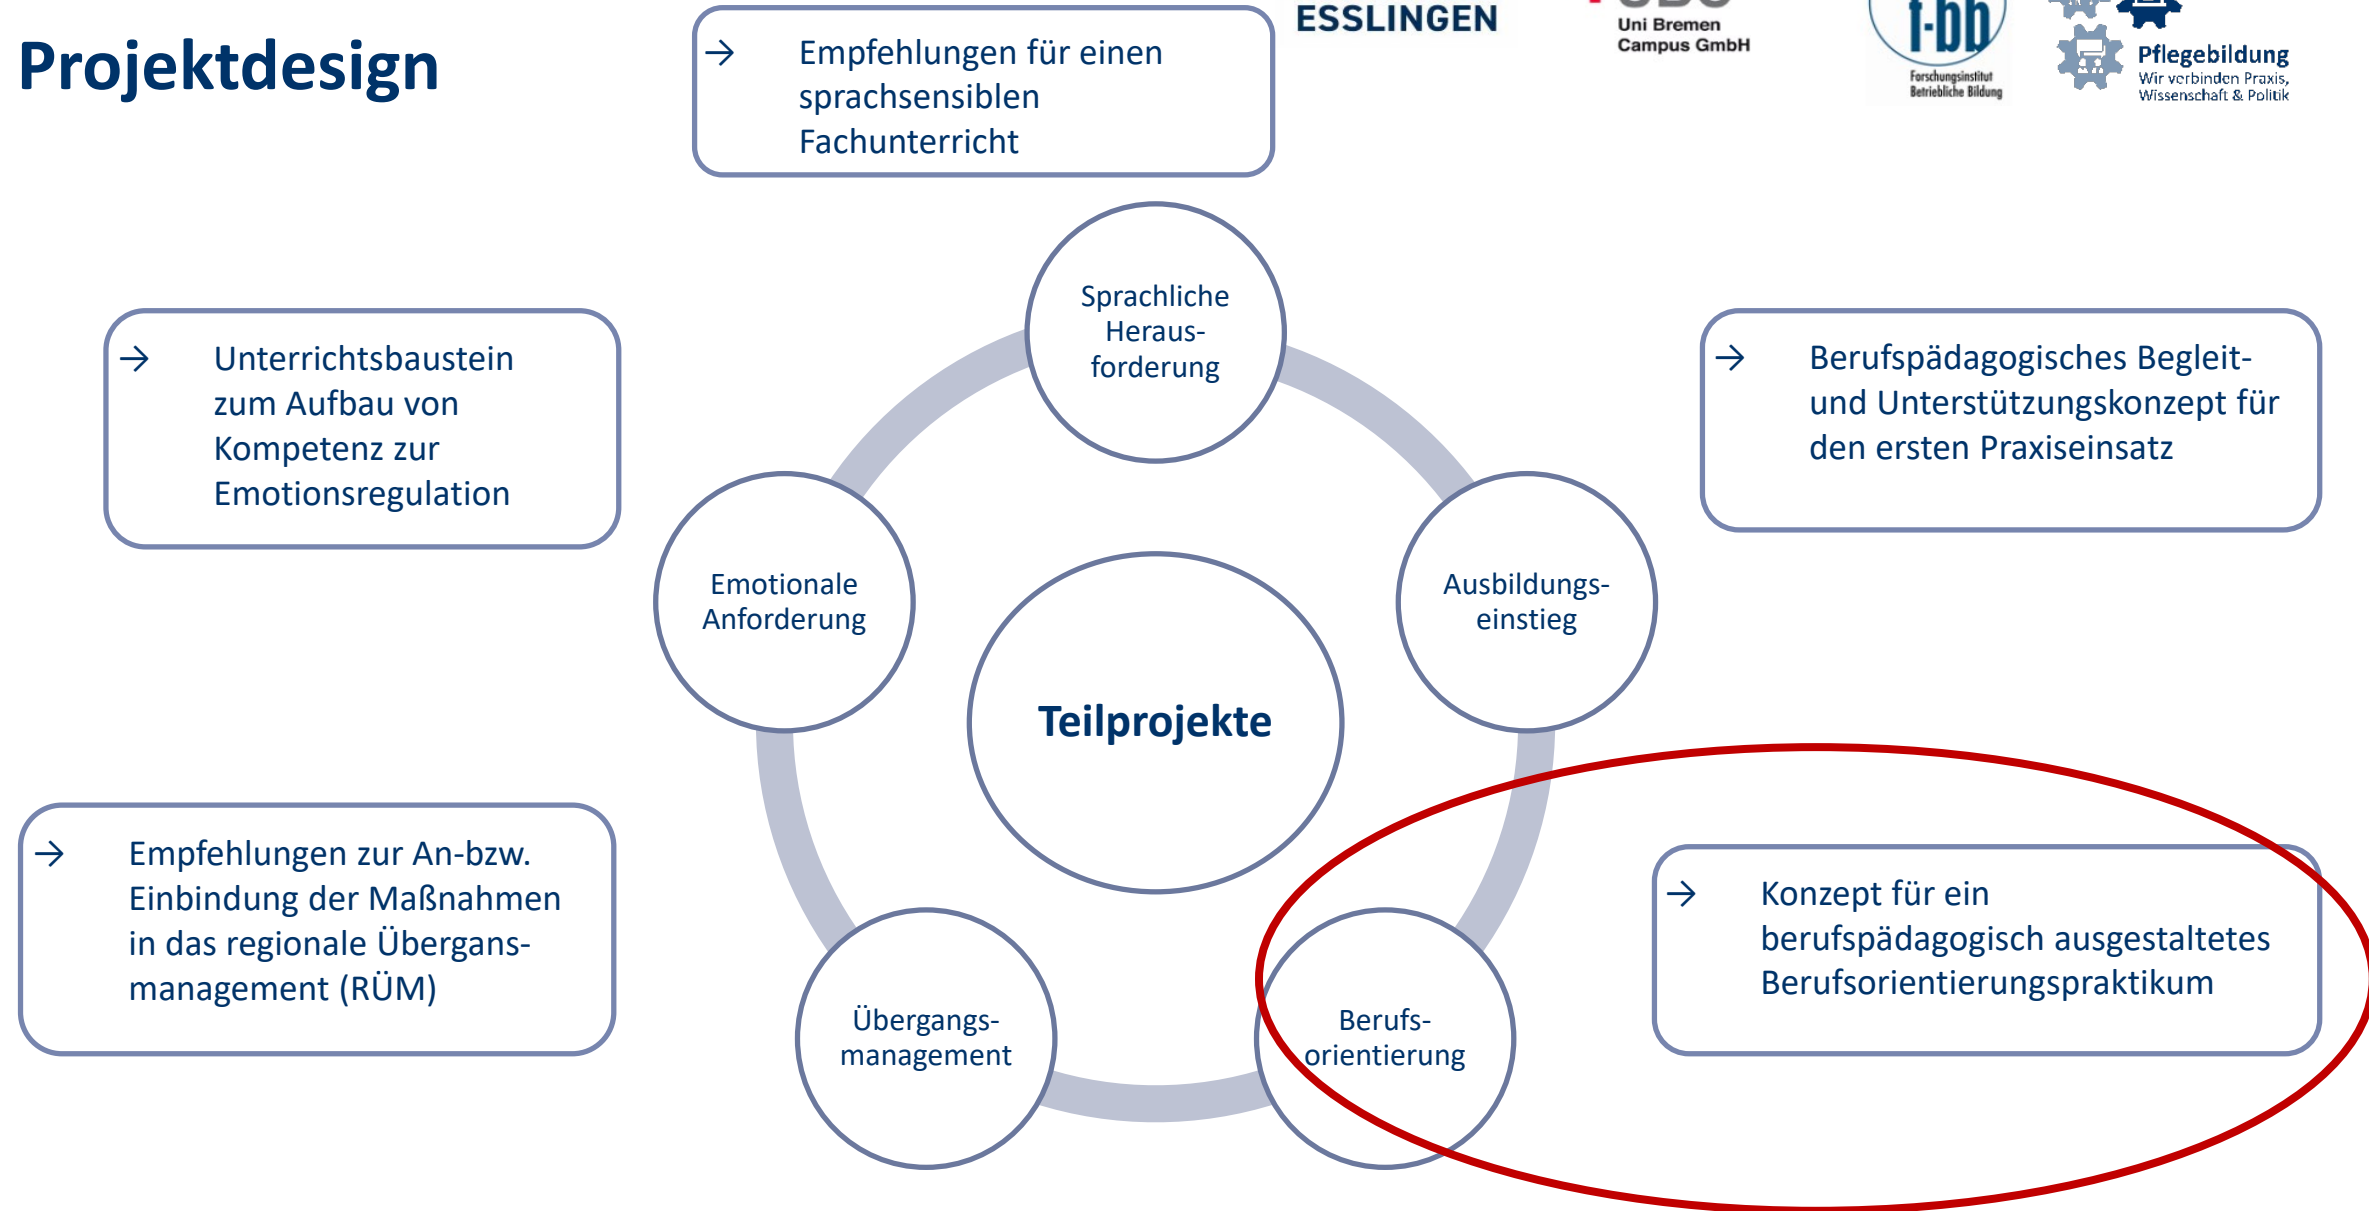 Projektdesign
→ Empfehlungen für einen
sprachsensiblen
Fachunterricht
ESSLINGEN
Uni Bremen
Campus GmbH
f-bb
Forschungsinstitut
Betriebliche Bildung
Pflegebildung
Wir verbinden Praxis,
Wissenschaft & Politik
Sprachliche
Heraus-
forderung
→ Unterrichtsbaustein
zum Aufbau von
Kompetenz zur
Emotionsregulation
→ Berufspädagogisches Begleit-
und Unterstützungskonzept für
den ersten Praxiseinsatz
Emotionale
Anforderung
Ausbildungs-
einstieg
Teilprojekte
→ Empfehlungen zur An-bzw.
Einbindung der Maßnahmen
in das regionale Übergans-
management (RÜM)
→ Konzept für ein
berufspädagogisch ausgestaltetes
Berufsorientierungspraktikum
Übergangs-
management
Berufs-
orientierung